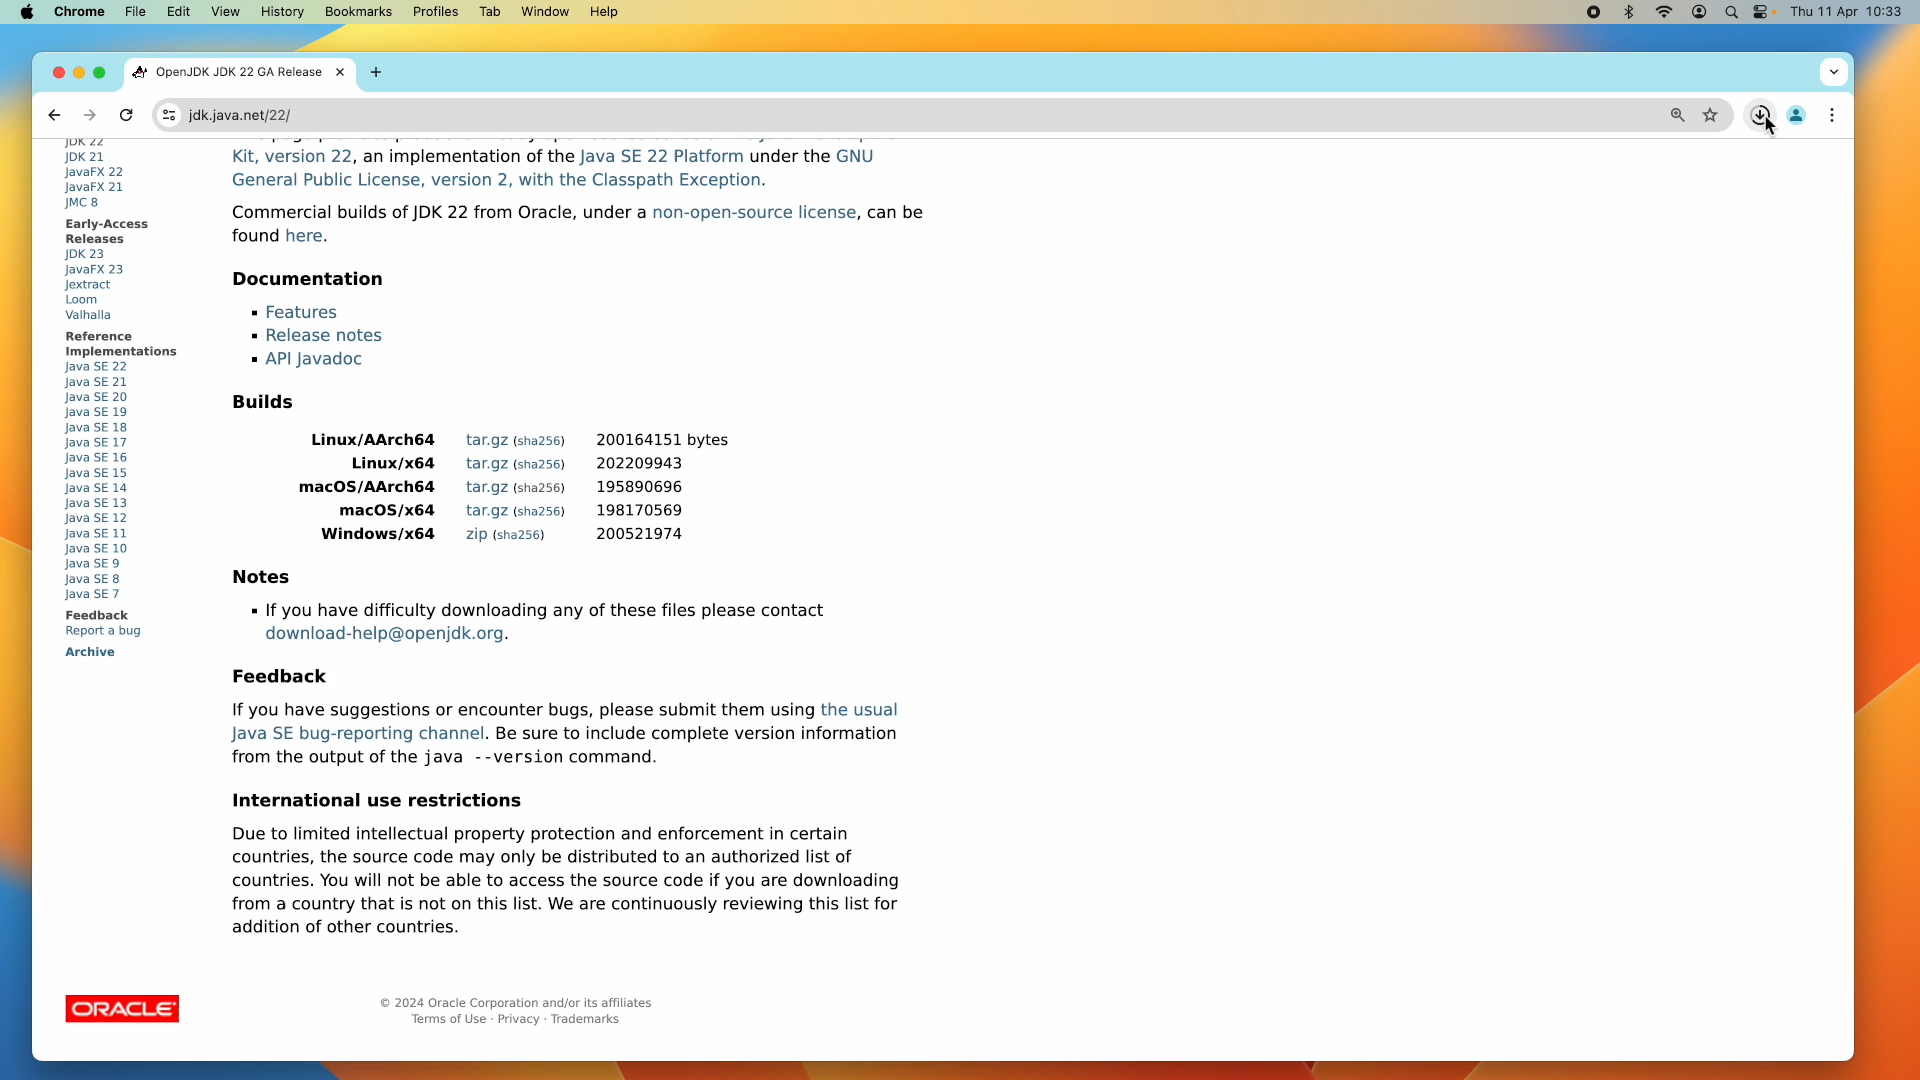 Chrome File Edit View History Bookmarks Profiles Tab Window Help Thu 11 Apr 10:33
OpenJDK JDK 22 GA Release
jdk.java.net/22/
JDK 22
JDK 21
JavaFX 22
JavaFX 21
JMC 8
Early-Access
Releases
JDK 23
JavaFX 23
Jextract
Loom
Valhalla
Reference
Implementations
Java SE 22
Java SE 21
Java SE 20
Java SE 19
Java SE 18
Java SE 17
Java SE 16
Java SE 15
Java SE 14
Java SE 13
Java SE 12
Java SE 11
Java SE 10
Java SE 9
Java SE 8
Java SE 7
Feedback
Report a bug
Archive
Kit, version 22, an implementation of the Java SE 22 Platform under the GNU
General Public License, version 2, with the Classpath Exception.
Commercial builds of JDK 22 from Oracle, under a non-open-source license, can be
found here.
Documentation
▪ Features
▪ Release notes
▪ API Javadoc
Builds
Linux/AArch64 tar.gz (sha256) 200164151 bytes
Linux/x64 tar.gz (sha256) 202209943
macOS/AArch64 tar.gz (sha256) 195890696
macOS/x64 tar.gz (sha256) 198170569
Windows/x64 zip (sha256) 200521974
Notes
▪ If you have difficulty downloading any of these files please contact
download-help@openjdk.org.
Feedback
If you have suggestions or encounter bugs, please submit them using the usual
Java SE bug-reporting channel. Be sure to include complete version information
from the output of the java --version command.
International use restrictions
Due to limited intellectual property protection and enforcement in certain
countries, the source code may only be distributed to an authorized list of
countries. You will not be able to access the source code if you are downloading
from a country that is not on this list. We are continuously reviewing this list for
addition of other countries.
ORACLE
© 2024 Oracle Corporation and/or its affiliates
Terms of Use · Privacy · Trademarks